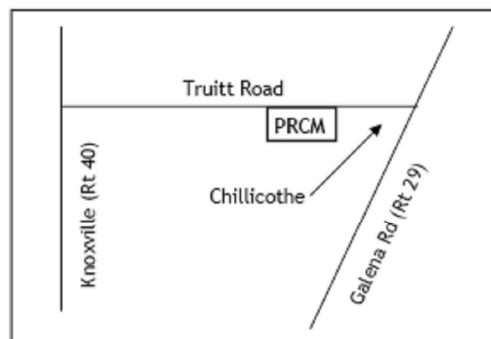 Truitt Road
PRCM
Chillicothe
Knoxville (Rt 40)
Galena Rd (Rt 29)